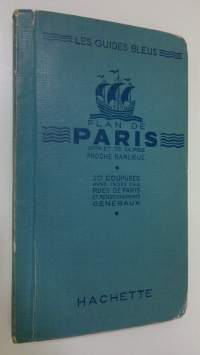 LES GUIDES BLEUS
PLAN DE
PARIS
PROCHE BANLIEUE
20 COUPURES
AVEC INDEX DES
RUES DE PARIS
ET RENSEIGNEMENTS
GÉNÉRAUX
HACHETTE